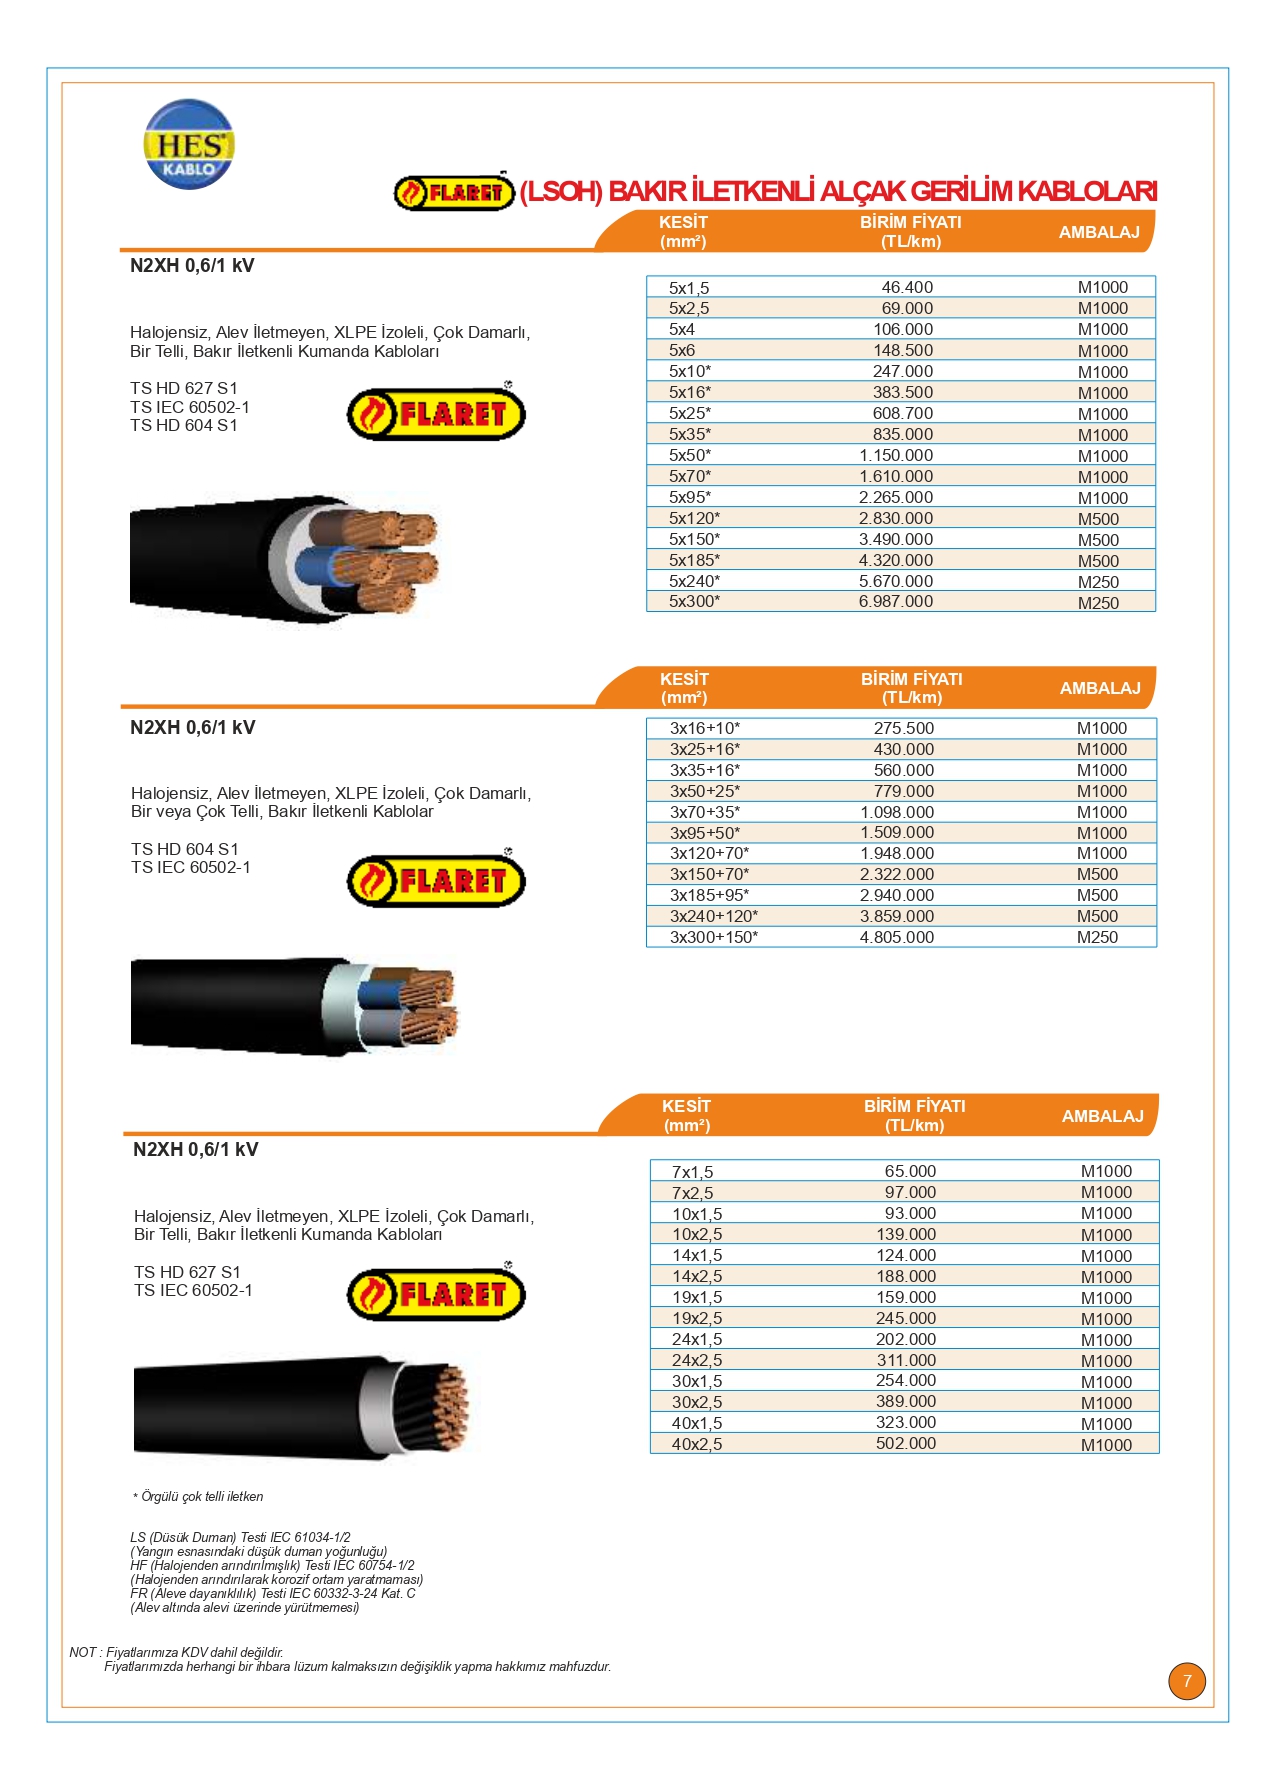 HES
KABLO
FLARET (LSOH) BAKIR İLETKENLİ ALÇAK GERİLİM KABLOLARI
KESİT (mm²) BİRİM FİYATI (TL/km) AMBALAJ
N2XH 0,6/1 kV
Halojensiz, Alev İletmeyen, XLPE İzoleli, Çok Damarlı,
Bir Telli, Bakır İletkenli Kumanda Kabloları
TS HD 627 S1
TS IEC 60502-1
TS HD 604 S1
FLARET
5x1,5 46.400 M1000
5x2,5 69.000 M1000
5x4 106.000 M1000
5x6 148.500 M1000
5x10* 247.000 M1000
5x16* 383.500 M1000
5x25* 608.700 M1000
5x35* 835.000 M1000
5x50* 1.150.000 M1000
5x70* 1.610.000 M1000
5x95* 2.265.000 M1000
5x120* 2.830.000 M500
5x150* 3.490.000 M500
5x185* 4.320.000 M500
5x240* 5.670.000 M250
5x300* 6.987.000 M250
KESİT (mm²) BİRİM FİYATI (TL/km) AMBALAJ
N2XH 0,6/1 kV
Halojensiz, Alev İletmeyen, XLPE İzoleli, Çok Damarlı,
Bir veya Çok Telli, Bakır İletkenli Kablolar
TS HD 604 S1
TS IEC 60502-1
FLARET
3x16+10* 275.500 M1000
3x25+16* 430.000 M1000
3x35+16* 560.000 M1000
3x50+25* 779.000 M1000
3x70+35* 1.098.000 M1000
3x95+50* 1.509.000 M1000
3x120+70* 1.948.000 M1000
3x150+70* 2.322.000 M500
3x185+95* 2.940.000 M500
3x240+120* 3.859.000 M500
3x300+150* 4.805.000 M250
KESİT (mm²) BİRİM FİYATI (TL/km) AMBALAJ
N2XH 0,6/1 kV
Halojensiz, Alev İletmeyen, XLPE İzoleli, Çok Damarlı,
Bir Telli, Bakır İletkenli Kumanda Kabloları
TS HD 627 S1
TS IEC 60502-1
FLARET
7x1,5 65.000 M1000
7x2,5 97.000 M1000
10x1,5 93.000 M1000
10x2,5 139.000 M1000
14x1,5 124.000 M1000
14x2,5 188.000 M1000
19x1,5 159.000 M1000
19x2,5 245.000 M1000
24x1,5 202.000 M1000
24x2,5 311.000 M1000
30x1,5 254.000 M1000
30x2,5 389.000 M1000
40x1,5 323.000 M1000
40x2,5 502.000 M1000
* Örgülü çok telli iletken
LS (Düsük Duman) Testi IEC 61034-1/2
(Yangın esnasındaki düşük duman yoğunluğu)
HF (Halojenden arındırılmışlık) Testi IEC 60754-1/2
(Halojenden arındırılarak korozif ortam yaratmaması)
FR (Aleve dayanıklılık) Testi IEC 60332-3-24 Kat. C
(Alev altında alevi üzerinde yürütmemesi)
NOT : Fiyatlarımıza KDV dahil değildir.
Fiyatlarımızda herhangi bir ihbara lüzum kalmaksızın değişiklik yapma hakkımız mahfuzdur.
7